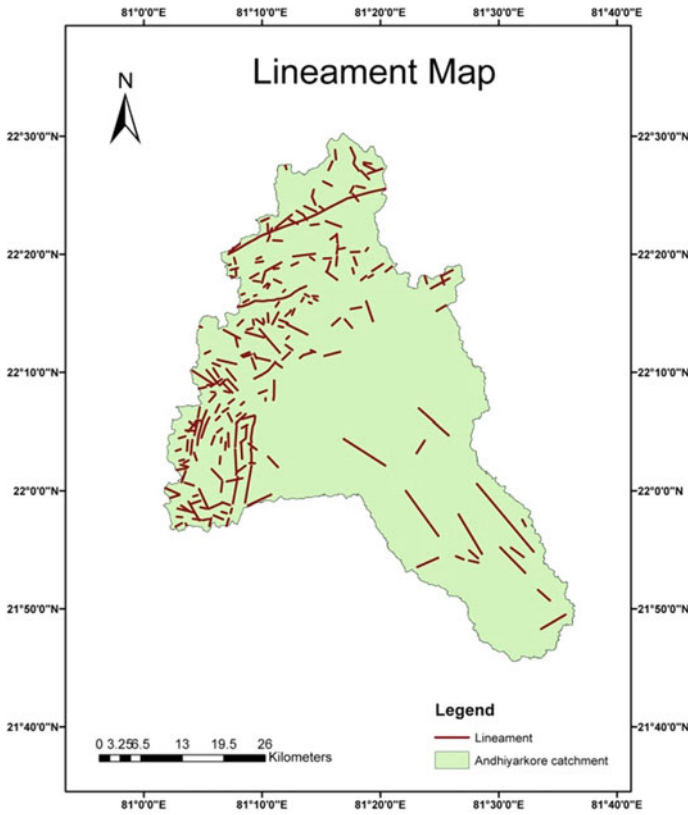 81°0'0"E 81°10'0"E 81°20'0"E 81°30'0"E 81°40'0"E
Lineament Map
N
22°30'0"N 22°30'0"N
22°20'0"N 22°20'0"N
22°10'0"N 22°10'0"N
22°0'0"N 22°0'0"N
21°50'0"N 21°50'0"N
21°40'0"N 21°40'0"N
Legend
Lineament
Andhiyarkore catchment
0 3.25 6.5 13 19.5 26
Kilometers
81°0'0"E 81°10'0"E 81°20'0"E 81°30'0"E 81°40'0"E